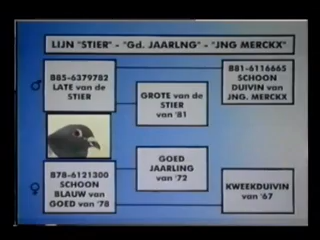 LIJN "STIER" - "Gd. JAARLNG" - "JNG MERCKX"
B85-6379782
LATE van de
STIER
GROTE van de
STIER
van '81
B81-6116665
SCHOON
DUIVIN van
JNG. MERCKX
B78-6121300
SCHOON
BLAUW van
GOED van '78
GOED
JAARLING
van '72
KWEEKDUIVIN
van '67